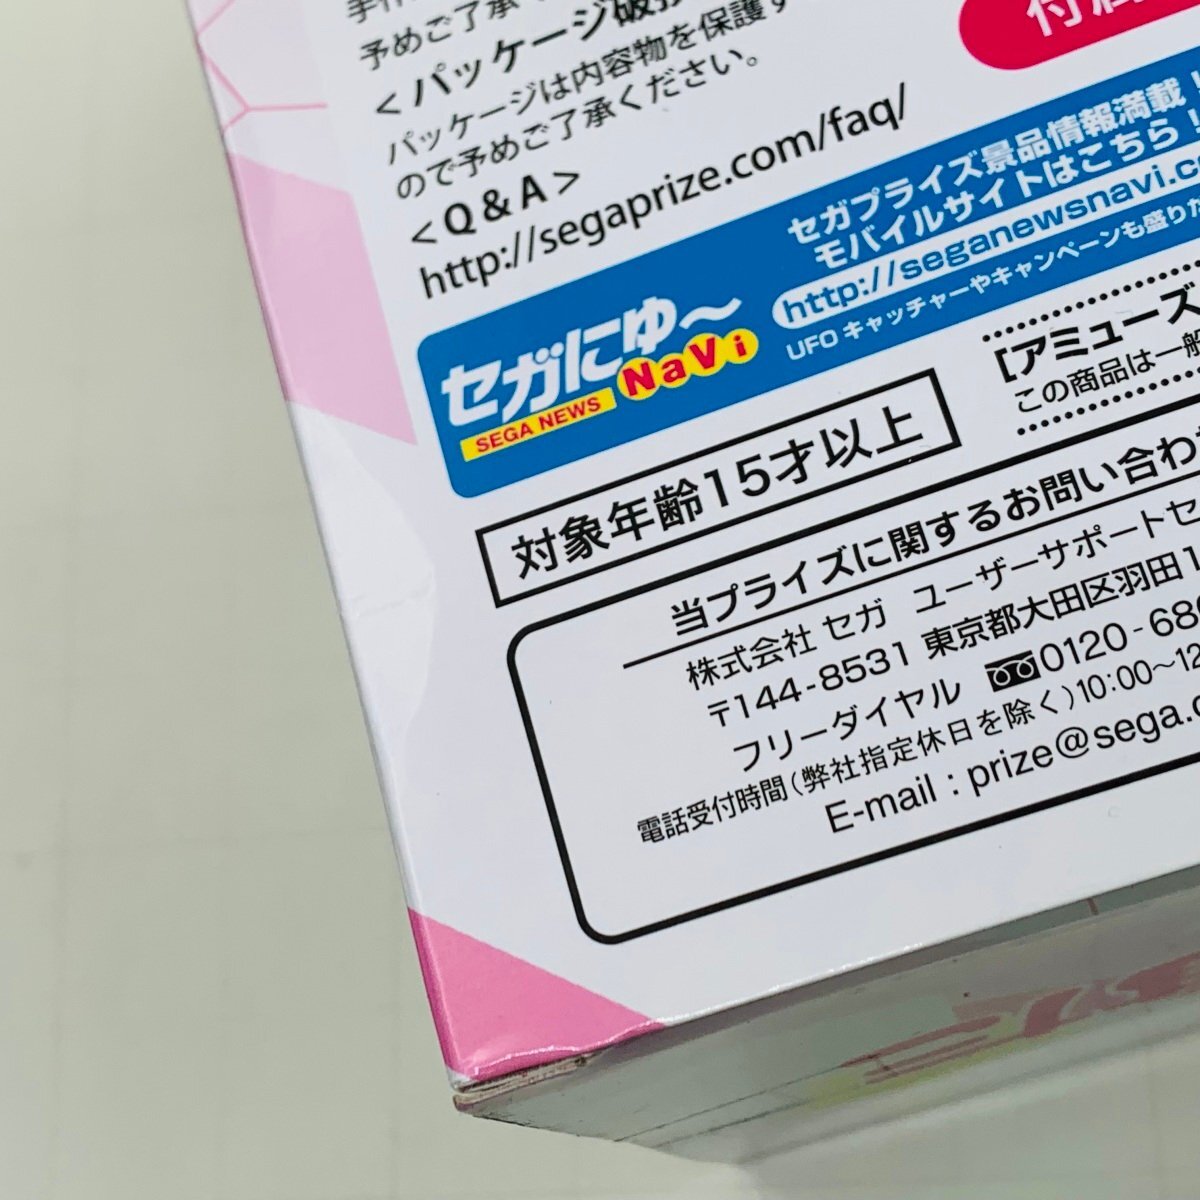 予めご了承
<パッケージ破損
パッケージは内容物を保護す
ので予めご了承ください。
<Q&A>
http://segaprize.com/faq/
付属
セガプライズ景品情報満載!
モバイルサイトはこちら!
http://seganewsnavi.c
UFOキャッチャーやキャンペーンも盛りだ
セガにゅ〜
NaVi
SEGA NEWS
[アミューズ
この商品は一般
対象年齢15才以上
当プライズに関するお問い合わ
株式会社 セガ ユーザーサポートセ
〒144-8531 東京都大田区羽田1
フリーダイヤル 0120-68
電話受付時間(弊社指定休日を除く)10:00〜12
E-mail : prize@sega.c